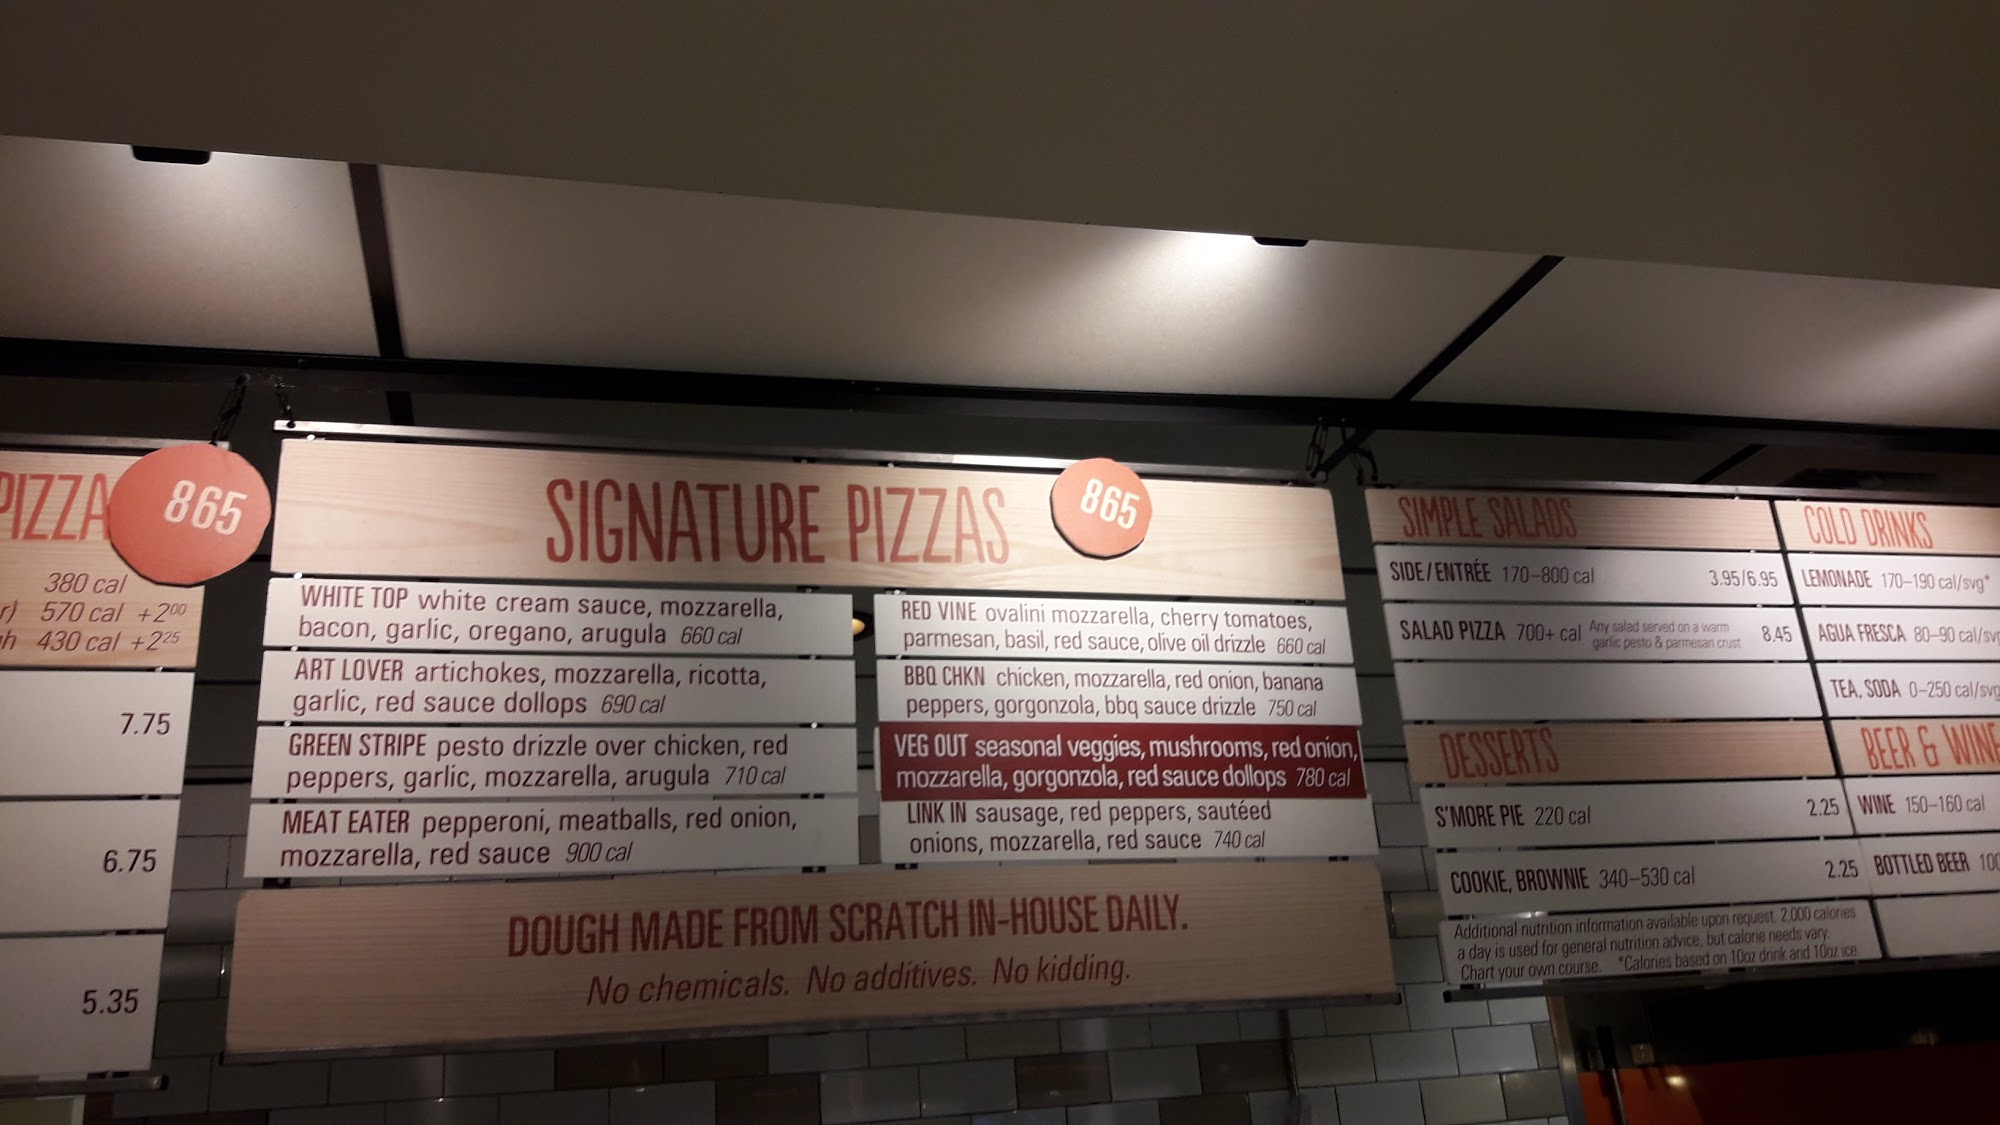 PIZZA 865
380 cal
570 cal +2⁰⁰
430 cal +2²⁵
7.75
6.75
5.35
SIGNATURE PIZZAS 865
WHITE TOP white cream sauce, mozzarella,
bacon, garlic, oregano, arugula 660 cal
ART LOVER artichokes, mozzarella, ricotta,
garlic, red sauce dollops 690 cal
GREEN STRIPE pesto drizzle over chicken, red
peppers, garlic, mozzarella, arugula 710 cal
MEAT EATER pepperoni, meatballs, red onion,
mozzarella, red sauce 900 cal
RED VINE ovalini mozzarella, cherry tomatoes,
parmesan, basil, red sauce, olive oil drizzle 660 cal
BBQ CHKN chicken, mozzarella, red onion, banana
peppers, gorgonzola, bbq sauce drizzle 750 cal
VEG OUT seasonal veggies, mushrooms, red onion,
mozzarella, gorgonzola, red sauce dollops 780 cal
LINK IN sausage, red peppers, sautéed
onions, mozzarella, red sauce 740 cal
DOUGH MADE FROM SCRATCH IN-HOUSE DAILY.
No chemicals. No additives. No kidding.
SIMPLE SALADS
SIDE/ENTRÉE 170–800 cal 3.95/6.95
SALAD PIZZA 700+ cal Any salad served on a warm
garlic pesto & parmesan crust 8.45
DESSERTS
S'MORE PIE 220 cal 2.25
COOKIE, BROWNIE 340–530 cal 2.25
Additional nutrition information available upon request. 2,000 calories
a day is used for general nutrition advice, but calorie needs vary.
Chart your own course. *Calories based on 10oz drink and 10oz ice
COLD DRINKS
LEMONADE 170–190 cal/svg*
AGUA FRESCA 80–90 cal/svg
TEA, SODA 0–250 cal/svg
BEER & WINE
WINE 150–160 cal
BOTTLED BEER